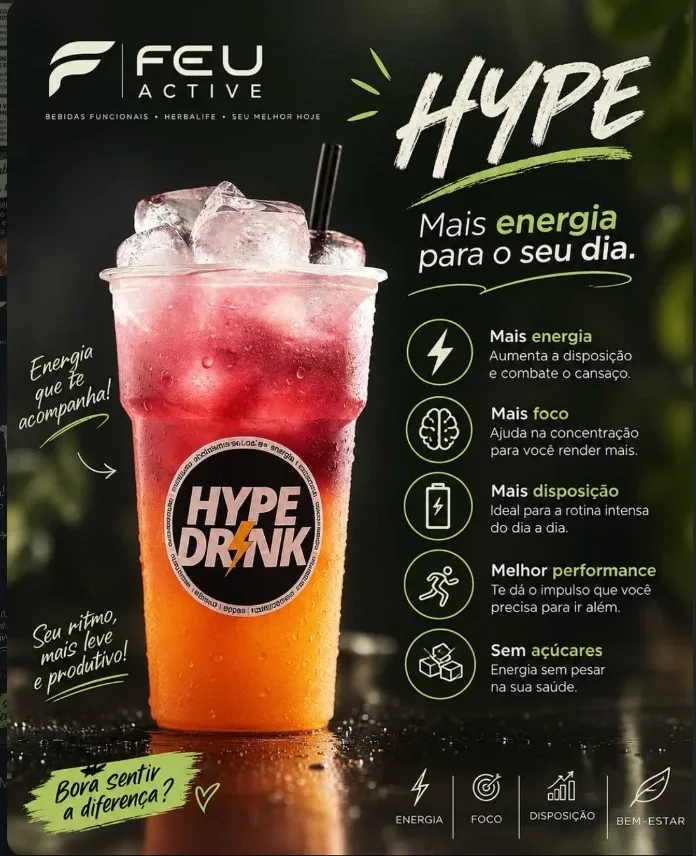 FEU
ACTIVE
BEBIDAS FUNCIONAIS • HERBALIFE • SEU MELHOR HOJE
HYPE
Mais energia
para o seu dia.
Mais energia
Aumenta a disposição
e combate o cansaço.
Energia
que te
acompanha!
Mais foco
Ajuda na concentração
para você render mais.
HYPE
DRINK
Mais disposição
Ideal para a rotina intensa
do dia a dia.
Melhor performance
Te dá o impulso que você
precisa para ir além.
Seu ritmo,
mais leve
e produtivo!
Sem açúcares
Energia sem pesar
na sua saúde.
Bora sentir
a diferença?
ENERGIA
FOCO
DISPOSIÇÃO
BEM-ESTAR